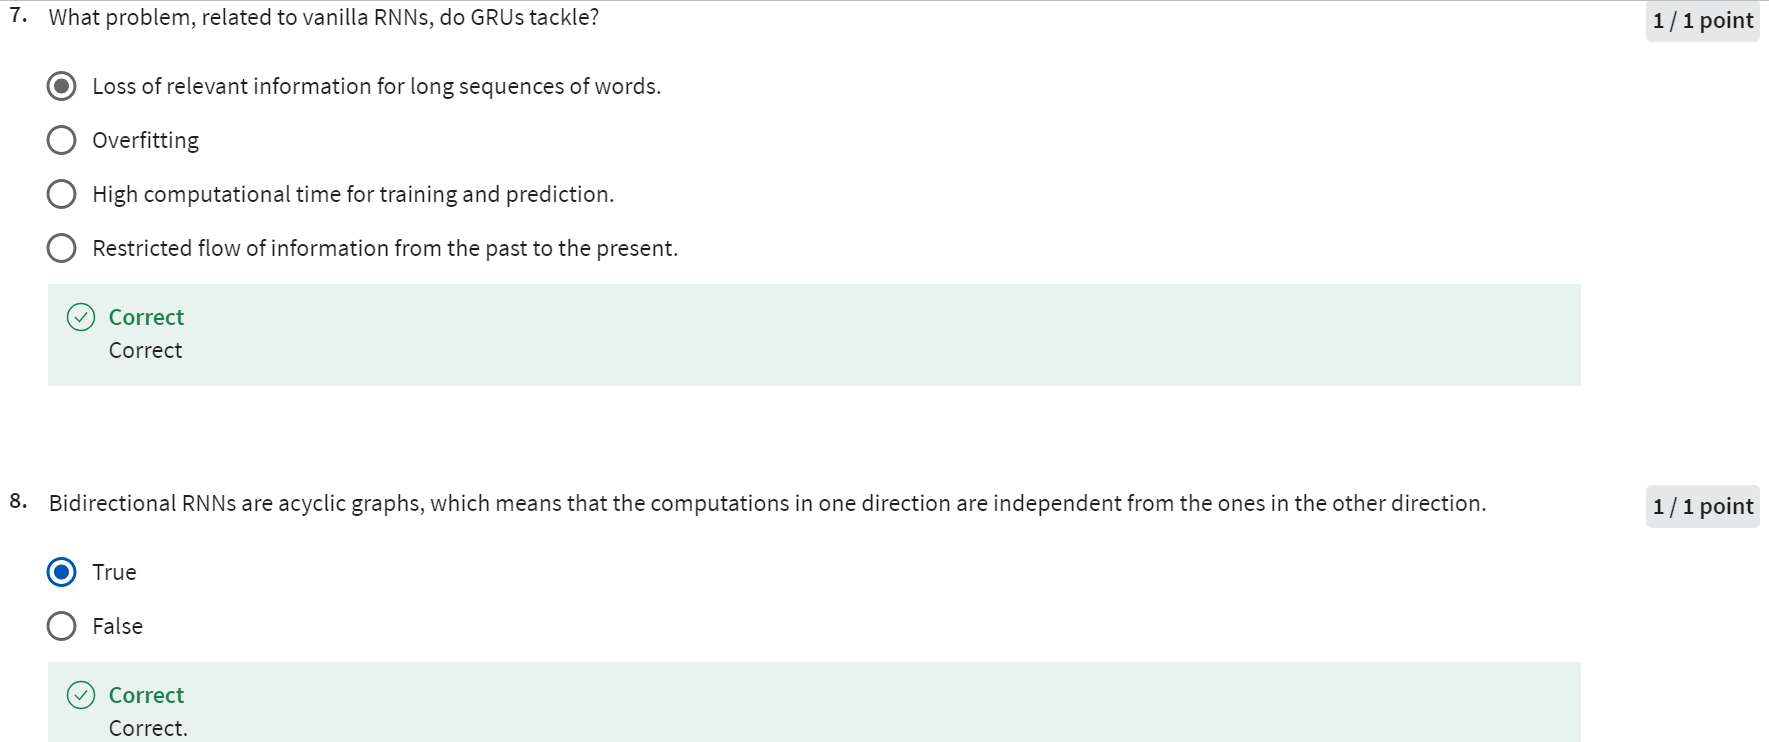 7. What problem, related to vanilla RNNs, do GRUs tackle?
1 / 1 point
Loss of relevant information for long sequences of words.
Overfitting
High computational time for training and prediction.
Restricted flow of information from the past to the present.
Correct
Correct
8. Bidirectional RNNs are acyclic graphs, which means that the computations in one direction are independent from the ones in the other direction.
1 / 1 point
True
False
Correct
Correct.